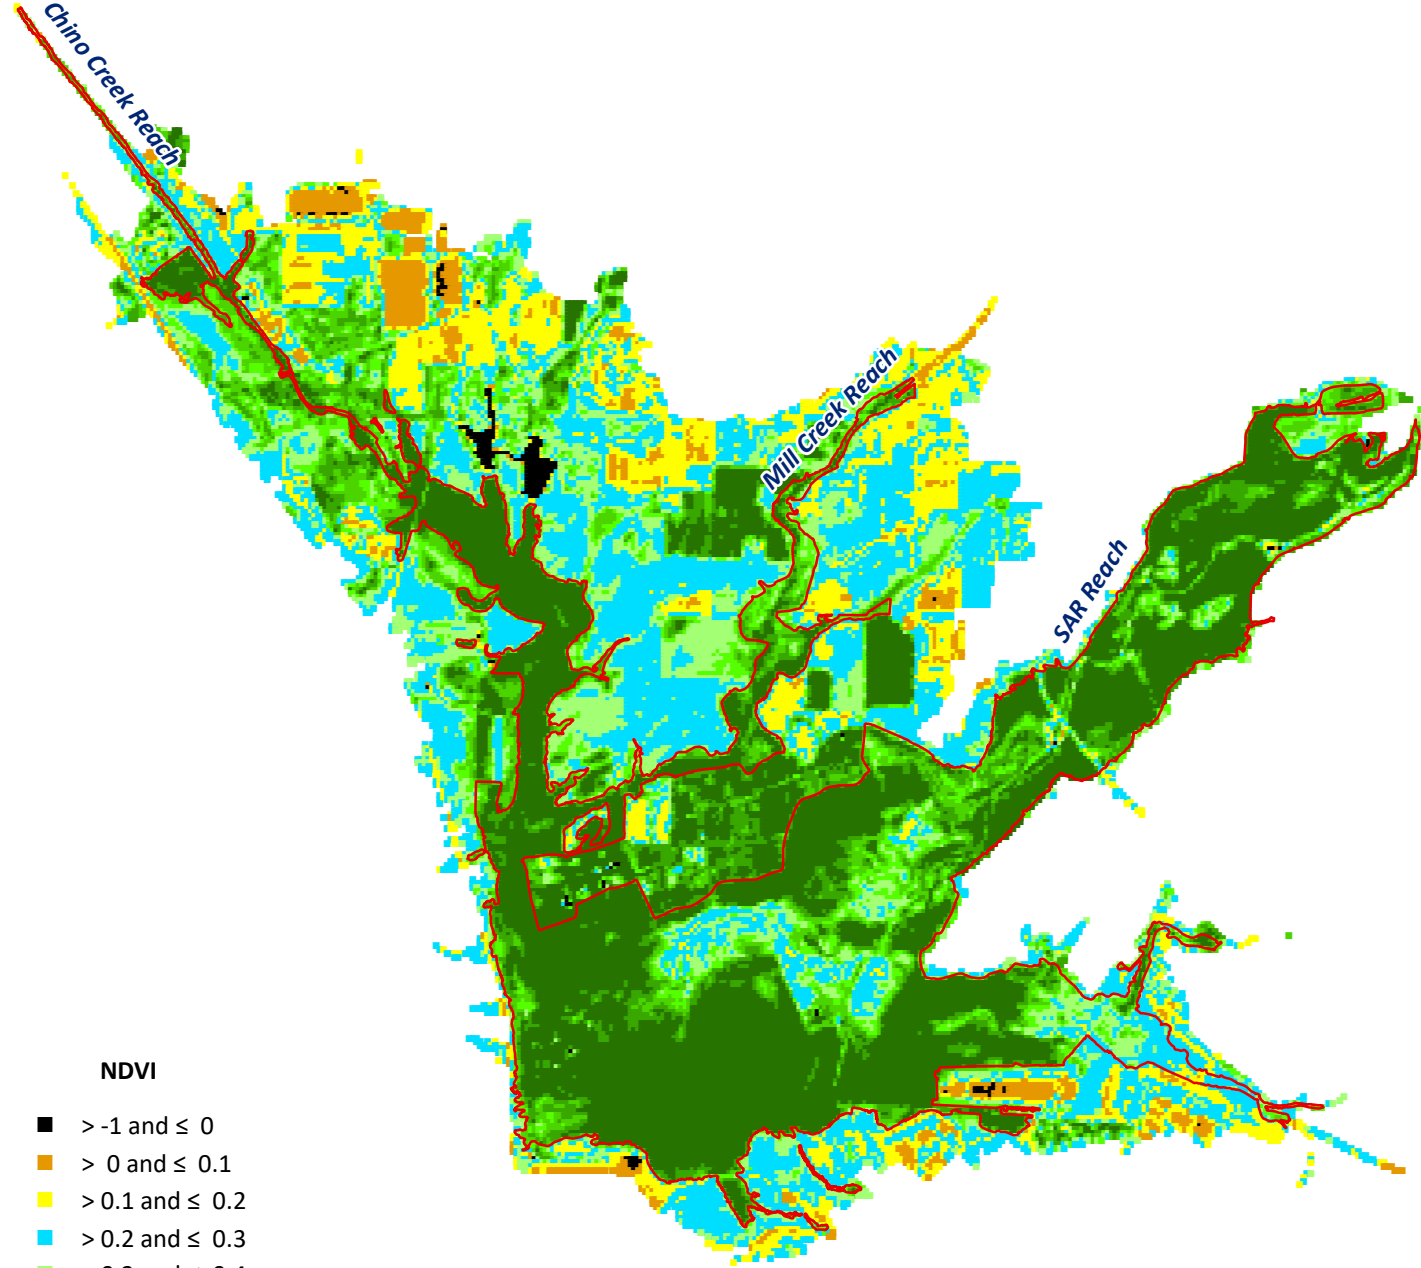 Chino Creek Reach
Mill Creek Reach
SAR Reach
NDVI
> -1 and ≤ 0
> 0 and ≤ 0.1
> 0.1 and ≤ 0.2
> 0.2 and ≤ 0.3